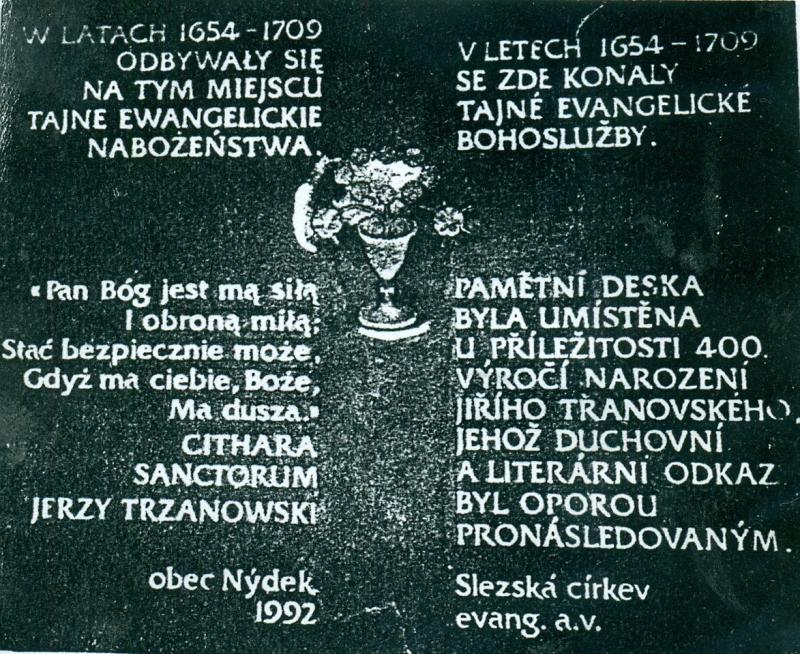 W LATACH 1654-1709
ODBYWAŁY SIĘ
NA TYM MIEJSCU
TAJNE EWANGELICKIE
NABOŻEŃSTWA.
V LETECH 1654-1709
SE ZDE KONALY
TAJNÉ EVANGELICKÉ
BOHOSLUŽBY.
«Pan Bóg jest mą siłą
I obroną miłą;
Stać bezpiecznie może,
Gdyż ma ciebie, Boże,
Ma dusza.»
CITHARA
SANCTORUM
JERZY TRZANOWSKI
obec Nýdek
1992
PAMĚTNÍ DESKA
BYLA UMÍSTĚNA
U PŘÍLEŽITOSTI 400.
VÝROČÍ NAROZENÍ
JIŘÍHO TŘANOVSKÉHO,
JEHOŽ DUCHOVNÍ
A LITERÁRNI ODKAZ
BYL OPOROU
PRONÁSLEDOVANÝM.
Slezská církev
evang. a.v.